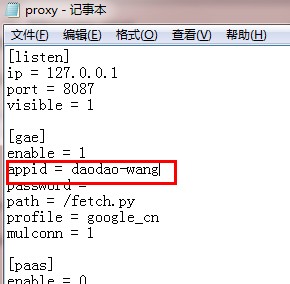 proxy - 记事本
文件(F) 编辑(E) 格式(O) 查看(V) 帮助
[listen]
ip = 127.0.0.1
port = 8087
visible = 1
[gae]
enable = 1
appid = daodao-wang
password =
path = /fetch.py
profile = google_cn
mulconn = 1
[paas]
enable = 0